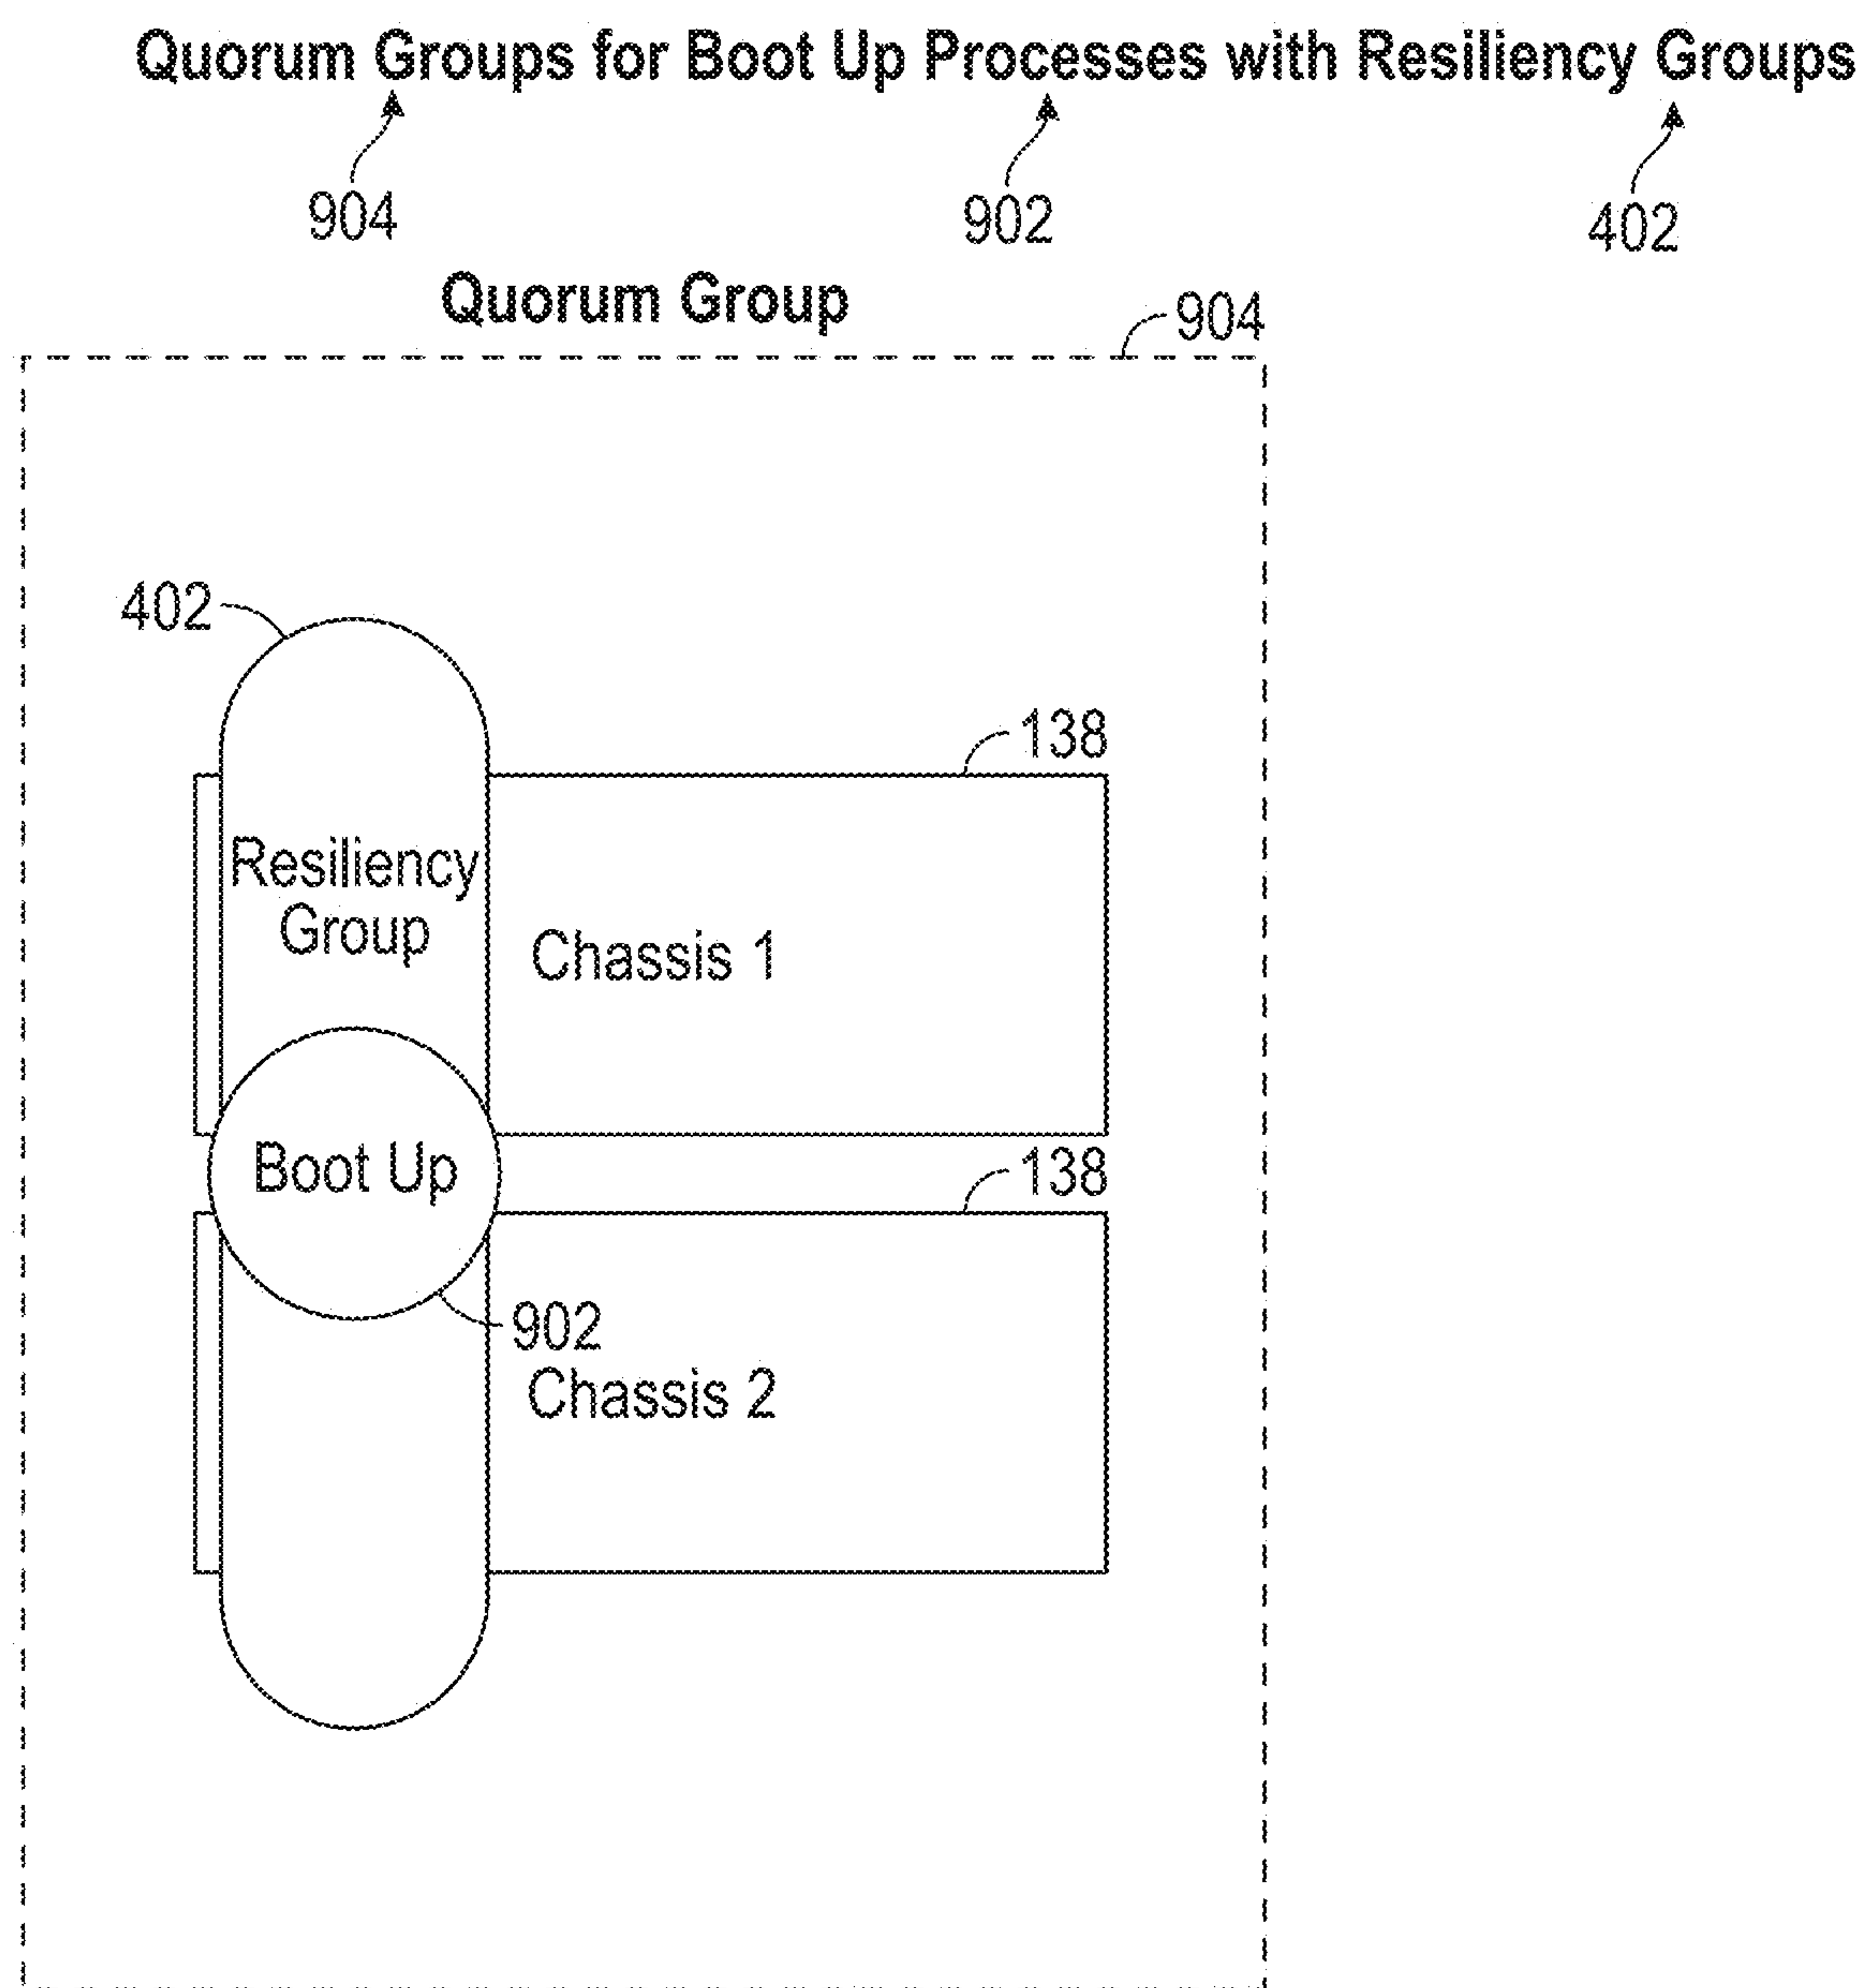 Quorum Groups for Boot Up Processes with Resiliency Groups
904
902
402
Quorum Group
904
402
138
Resiliency
Group
Chassis 1
Boot Up
138
902
Chassis 2